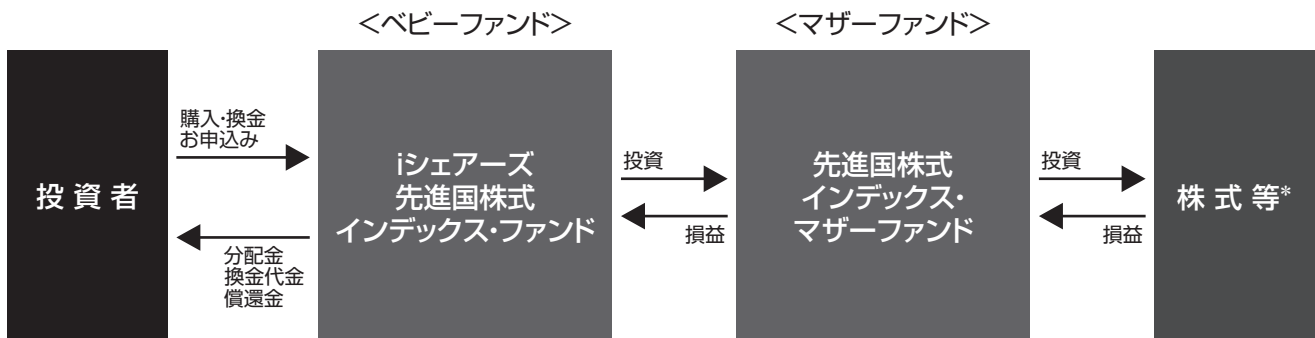 ＜ベビーファンド＞
＜マザーファンド＞
投資者
購入・換金
お申込み
分配金
換金代金
償還金
iシェアーズ
先進国株式
インデックス・ファンド
投資
損益
先進国株式
インデックス・
マザーファンド
投資
損益
株式等*